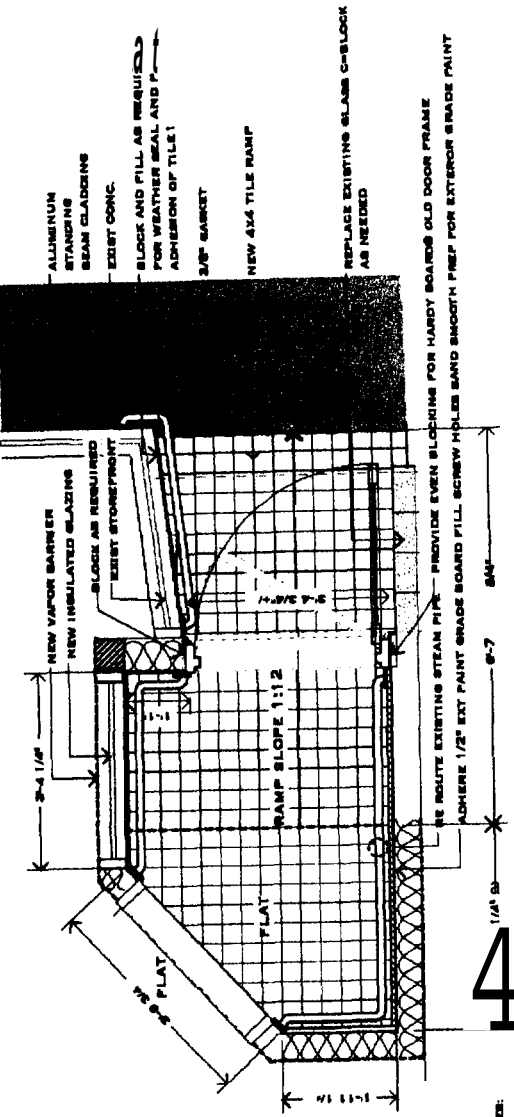 ALUMINUM
STANDING
SEAM CLADDING
EXIST CONC.
BLOCK AND FILL AS
FOR WEATHER SEAL AND
ADHESION OF TILE
3/8" GASKET
NEW 4X4 TILE RAMP
REPLACE EXISTING GLASS C-BLOCK
AS NEEDED
NEW VAPOR BARRIER
NEW INSULATED GLAZING
BLOCK AS REQUIRED
EXIST STOREFRONT
RE ROUTE EXISTING STEAM PIPE PROVIDE EVEN BLOCKING FOR HARDY BOARD OLD DOOR FRAME
ADHERE 1/2" EXT PAINT GRADE BOARD FILL SCREW HOLES SAND SMOOTH PREP FOR EXTEROR GRADE PAINT
3'-4 1/4"
RAMP SLOPE 1:12
FLAT
FLAT
4